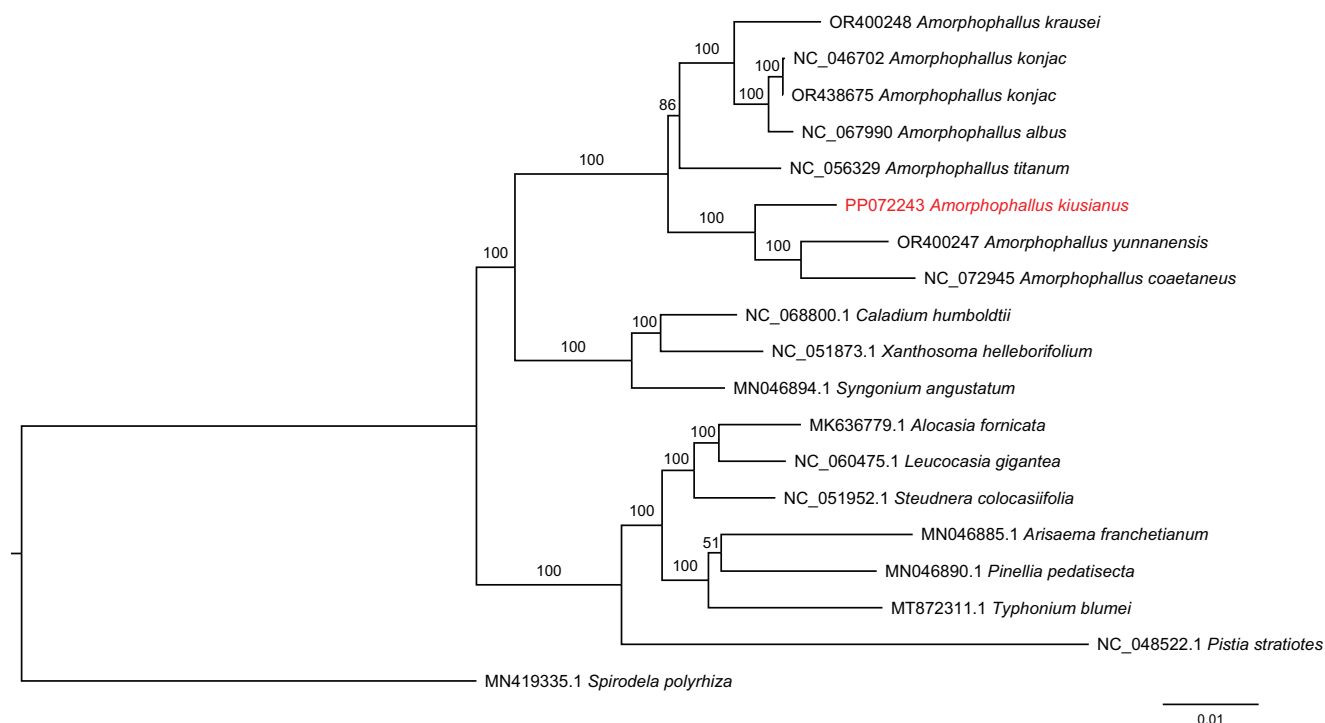 OR400248 Amorphophallus krausei
100
NC_046702 Amorphophallus konjac
100
100
OR438675 Amorphophallus konjac
86
NC_067990 Amorphophallus albus
100
NC_056329 Amorphophallus titanum
PP072243 Amorphophallus kiusianus
100
OR400247 Amorphophallus yunnanensis
100
100
NC_072945 Amorphophallus coaetaneus
NC_068800.1 Caladium humboldtii
100
100
NC_051873.1 Xanthosoma helleborifolium
MN046894.1 Syngonium angustatum
MK636779.1 Alocasia fornicata
100
100
NC_060475.1 Leucocasia gigantea
NC_051952.1 Steudnera colocasiifolia
100
MN046885.1 Arisaema franchetianum
51
100
100
MN046890.1 Pinellia pedatisecta
MT872311.1 Typhonium blumei
NC_048522.1 Pistia stratiotes
MN419335.1 Spirodela polyrhiza
0.01